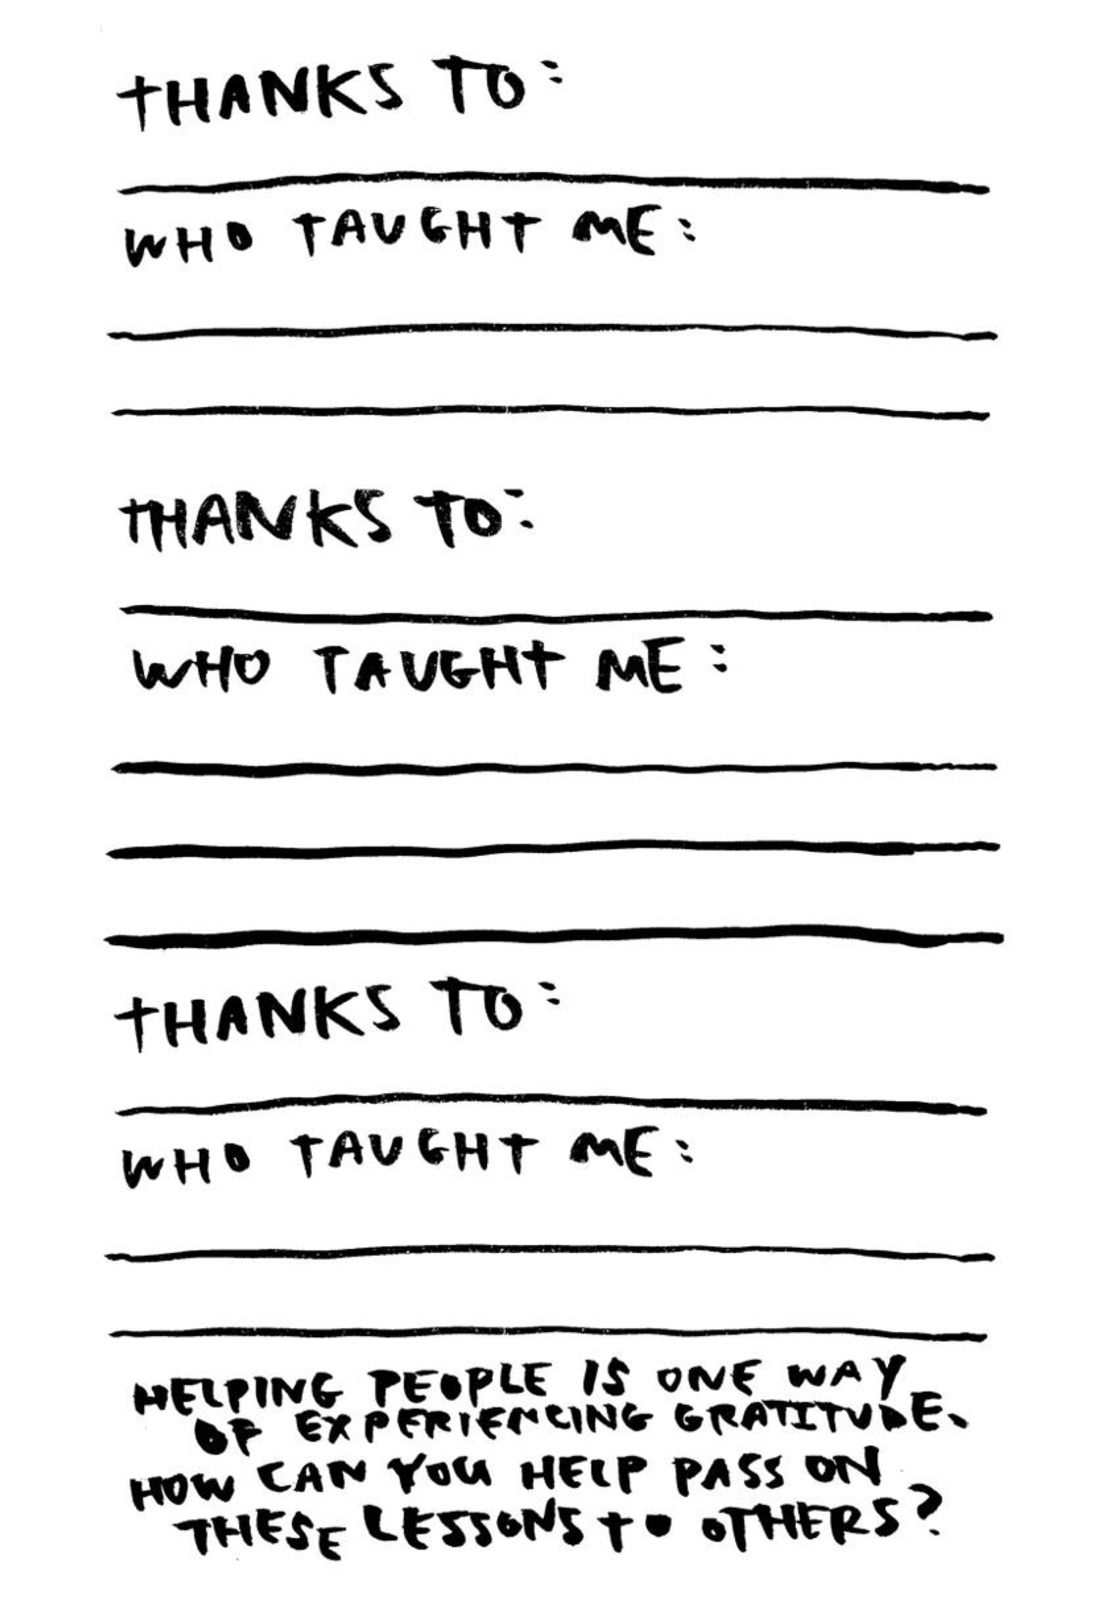 THANKS TO:
WHO TAUGHT ME:
THANKS TO:
WHO TAUGHT ME:
THANKS TO:
WHO TAUGHT ME:
HELPING PEOPLE IS ONE WAY
OF EXPERIENCING GRATITUDE.
HOW CAN YOU HELP PASS ON
THESE LESSONS TO OTHERS?